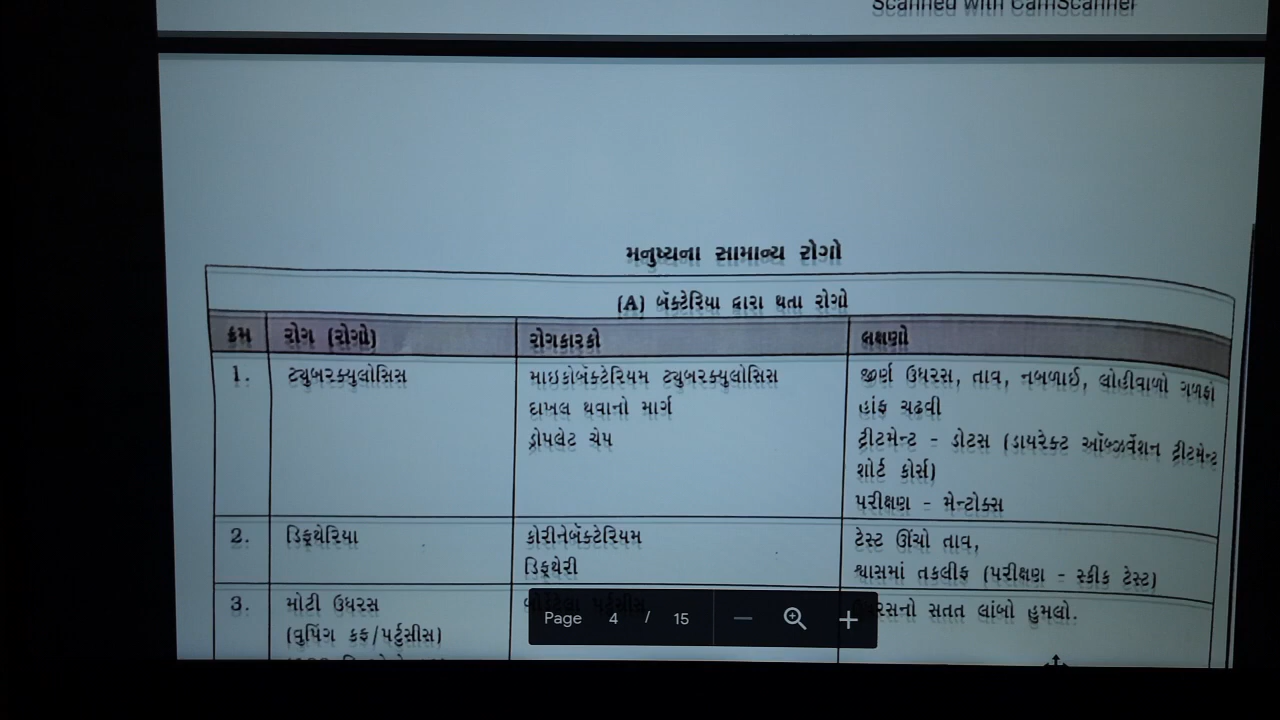 Scanned with CamScanner
મનુષ્યના સામાન્ય રોગો
(A) બૅક્ટેરિયા દ્વારા થતા રોગો
ક્રમ રોગ (રોગો) રોગકારકો લક્ષણો
1. ટ્યુબરક્યુલોસિસ માઇકોબૅક્ટેરિયમ ટ્યુબરક્યુલોસિસ જીર્ણ ઉધરસ, તાવ, નબળાઈ, લોહીવાળો ગળફો
દાખલ થવાનો માર્ગ હાંફ ચઢવી
ડ્રોપલેટ ચેપ ટ્રીટમેન્ટ - ડોટસ (ડાયરેક્ટ ઑબ્ઝર્વેશન ટ્રીટમેન્ટ
શોર્ટ કોર્સ)
પરીક્ષણ - મેન્ટોક્સ
2. ડિફ્થેરિયા કોરીનેબૅક્ટેરિયમ ટેસ્ટ ઊંચો તાવ,
ડિફ્થેરી શ્વાસમાં તકલીફ (પરીક્ષણ - સ્કીક ટેસ્ટ)
3. મોટી ઉધરસ સતત લાંબો હુમલો.
(વુપિંગ કફ/પર્ટુસીસ)
Page 4 / 15